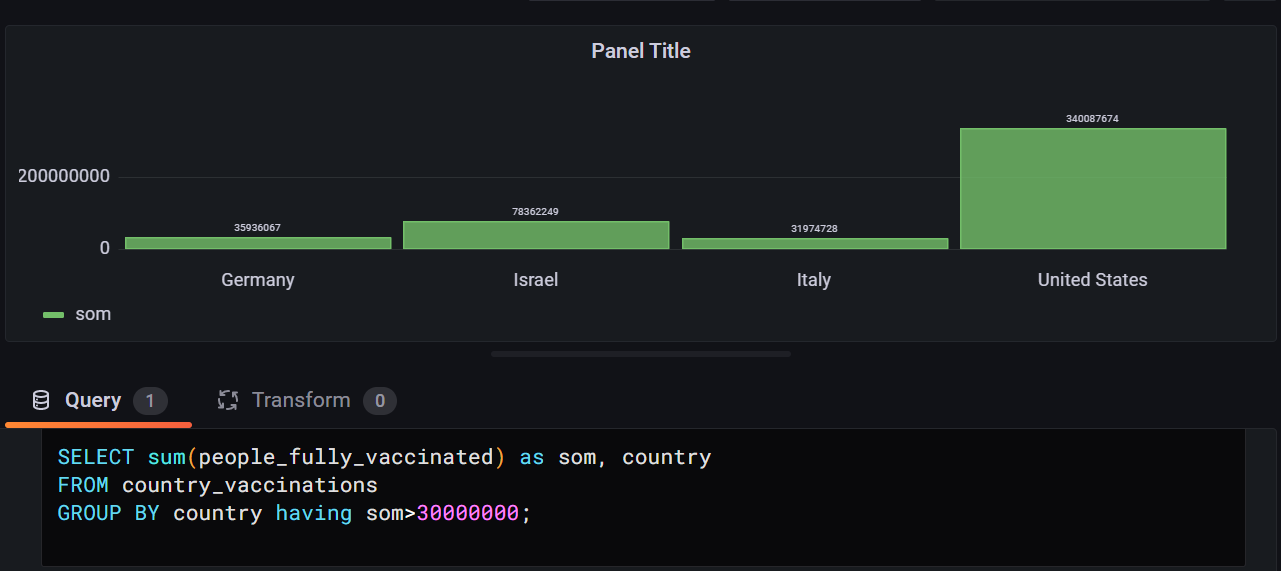 Panel Title
340087674
200000000
78362249
35936067
31974728
0
Germany Israel Italy United States
som
Query 1 Transform 0
SELECT sum(people_fully_vaccinated) as som, country
FROM country_vaccinations
GROUP BY country having som>30000000;